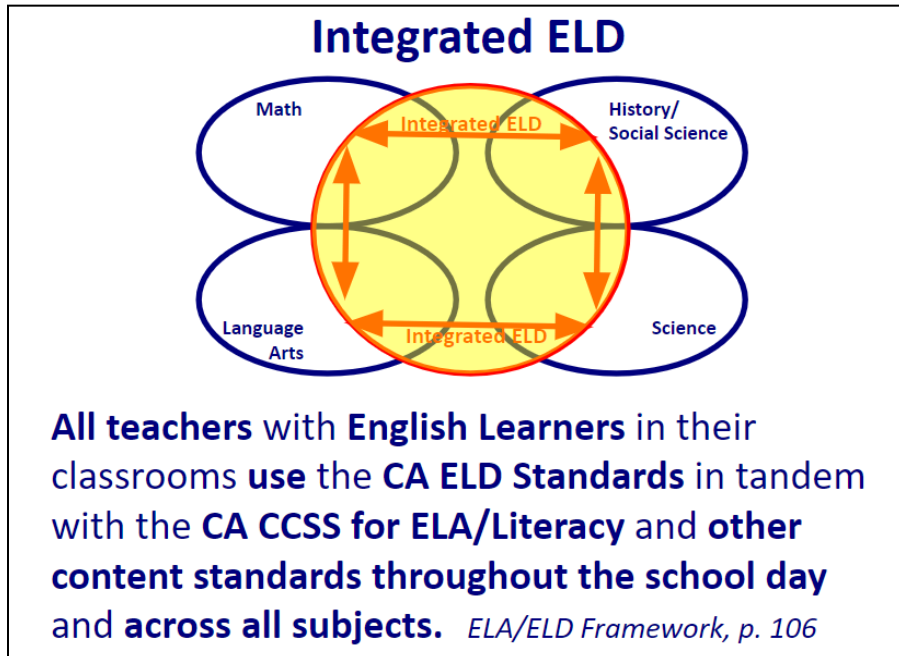 Integrated ELD
Math
History/
Social Science
Integrated ELD
Language
Arts
Integrated ELD
Science
All teachers with English Learners in their
classrooms use the CA ELD Standards in tandem
with the CA CCSS for ELA/Literacy and other
content standards throughout the school day
and across all subjects. ELA/ELD Framework, p. 106